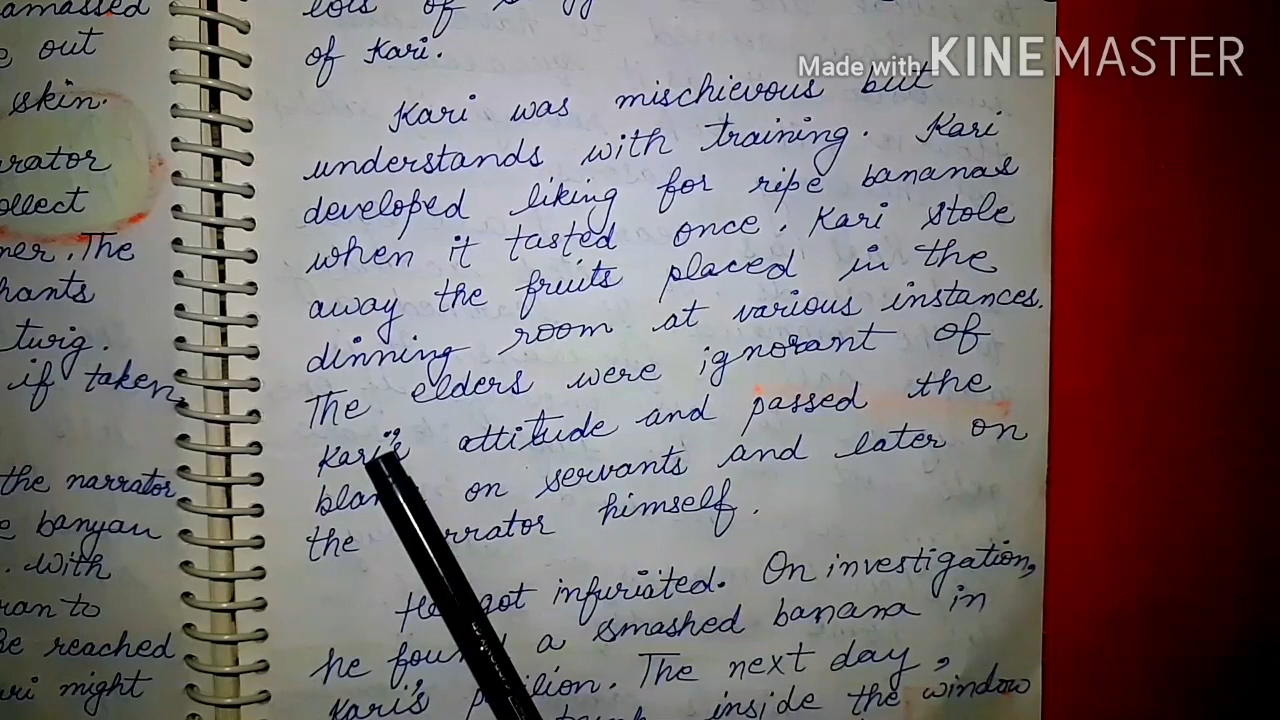 amassed
out
skin.
of Kari.
Kari was mischievous but
understands with training. Kari
developed liking for ripe bananas
when it tasted once. Kari stole
away the fruits placed in the
dinning room at various instances.
The elders were ignorant of
Kari's attitude and passed the
on servants and later on
the himself.
He got infuriated. On investigation,
he a smashed banana in
Kari's The next day,
inside the window
The
twig.
if taken,
the narrator
banyan
. With
ran to
Be reached
might
Made with KINEMASTER